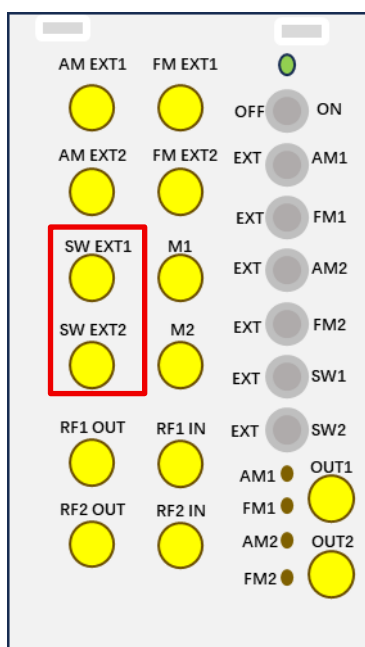 AM EXT1 FM EXT1
OFF ON
AM EXT2 FM EXT2 EXT AM1
EXT FM1
SW EXT1 M1
EXT AM2
SW EXT2 M2 EXT FM2
EXT SW1
RF1 OUT RF1 IN EXT SW2
AM1 OUT1
RF2 OUT RF2 IN FM1
AM2 OUT2
FM2